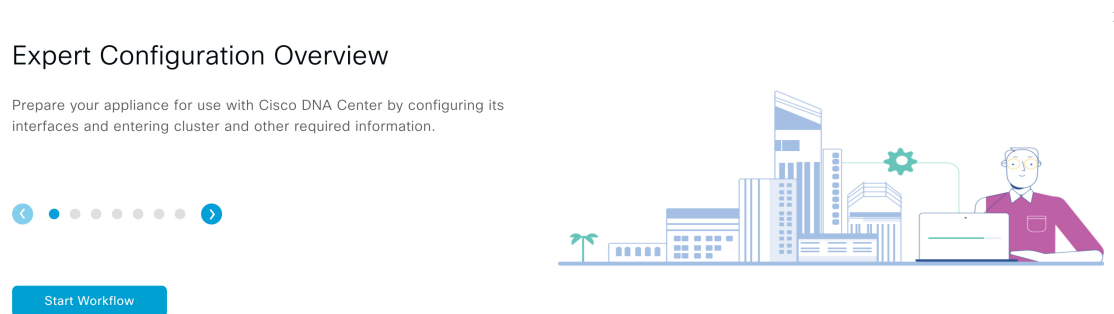 Expert Configuration Overview
Prepare your appliance for use with Cisco DNA Center by configuring its
interfaces and entering cluster and other required information.
Start Workflow